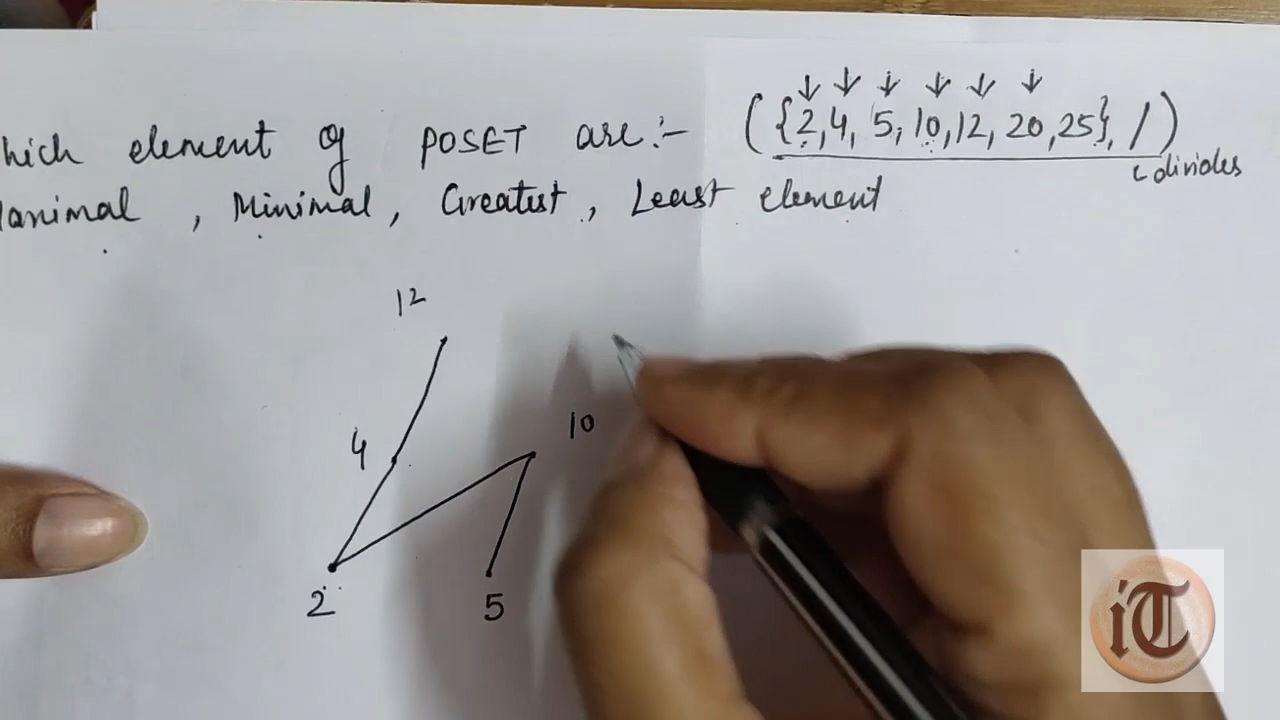 hich element of POSET are:- ({2,4, 5, 10, 12, 20, 25}, /)
divides
animal , Minimal, Greatest, Least element
12
10
4
2
5
iT